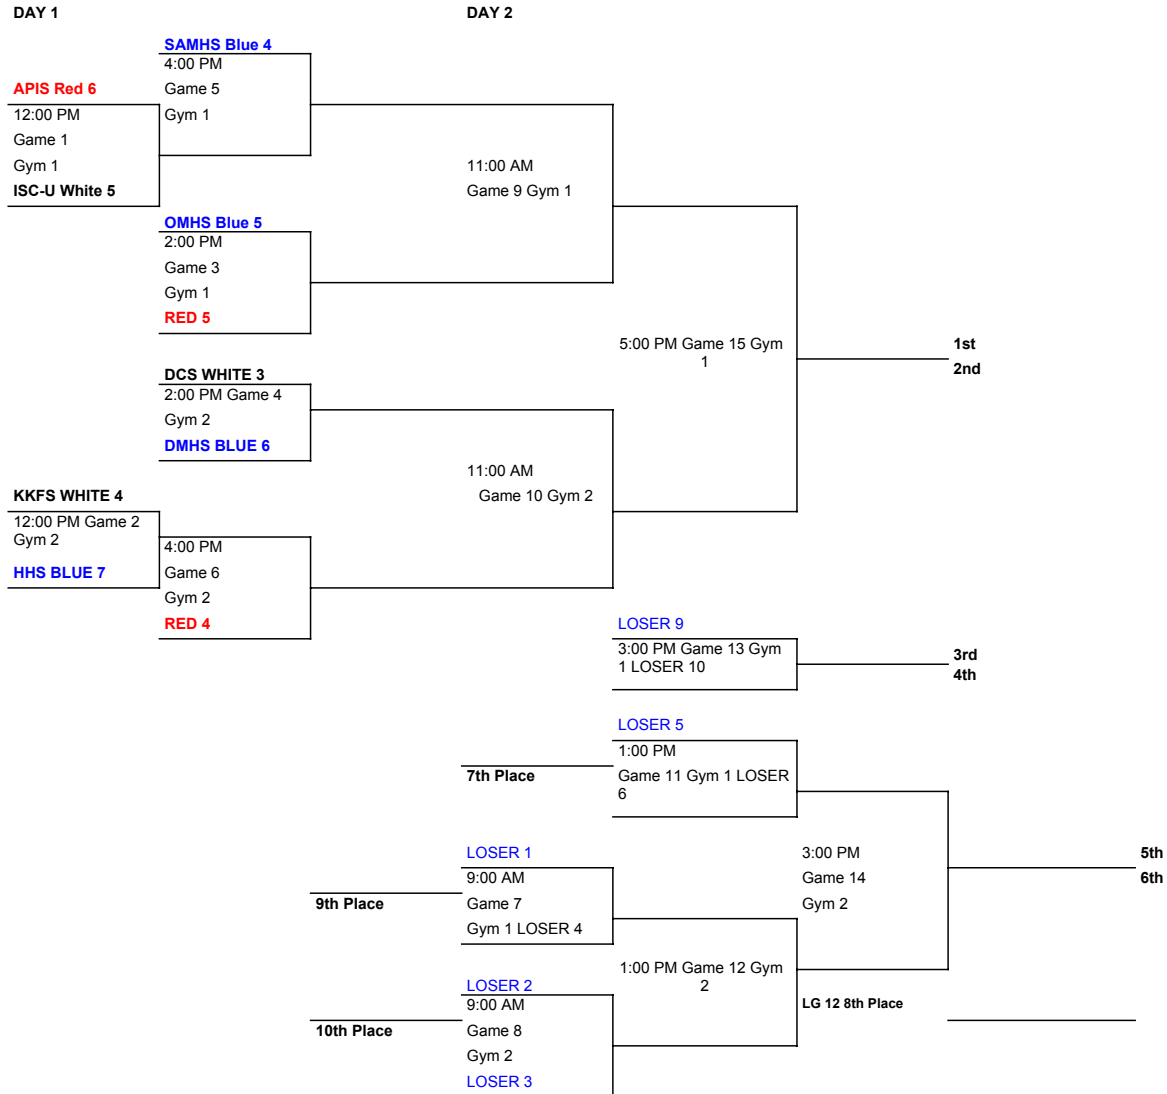 DAY 1
DAY 2
SAMHS Blue 4
4:00 PM
Game 5
Gym 1
APIS Red 6
12:00 PM
Game 1
Gym 1
ISC-U White 5
11:00 AM
Game 9 Gym 1
OMHS Blue 5
2:00 PM
Game 3
Gym 1
RED 5
5:00 PM Game 15 Gym
1
1st
2nd
DCS WHITE 3
2:00 PM Game 4
Gym 2
DMHS BLUE 6
11:00 AM
Game 10 Gym 2
KKFS WHITE 4
12:00 PM Game 2
Gym 2
HHS BLUE 7
4:00 PM
Game 6
Gym 2
RED 4
LOSER 9
3:00 PM Game 13 Gym
1 LOSER 10
3rd
4th
LOSER 5
1:00 PM
Game 11 Gym 1 LOSER
6
7th Place
LOSER 1
9:00 AM
Game 7
Gym 1 LOSER 4
9th Place
3:00 PM
Game 14
Gym 2
5th
6th
1:00 PM Game 12 Gym
2
LOSER 2
9:00 AM
Game 8
Gym 2
LOSER 3
10th Place
LG 12 8th Place